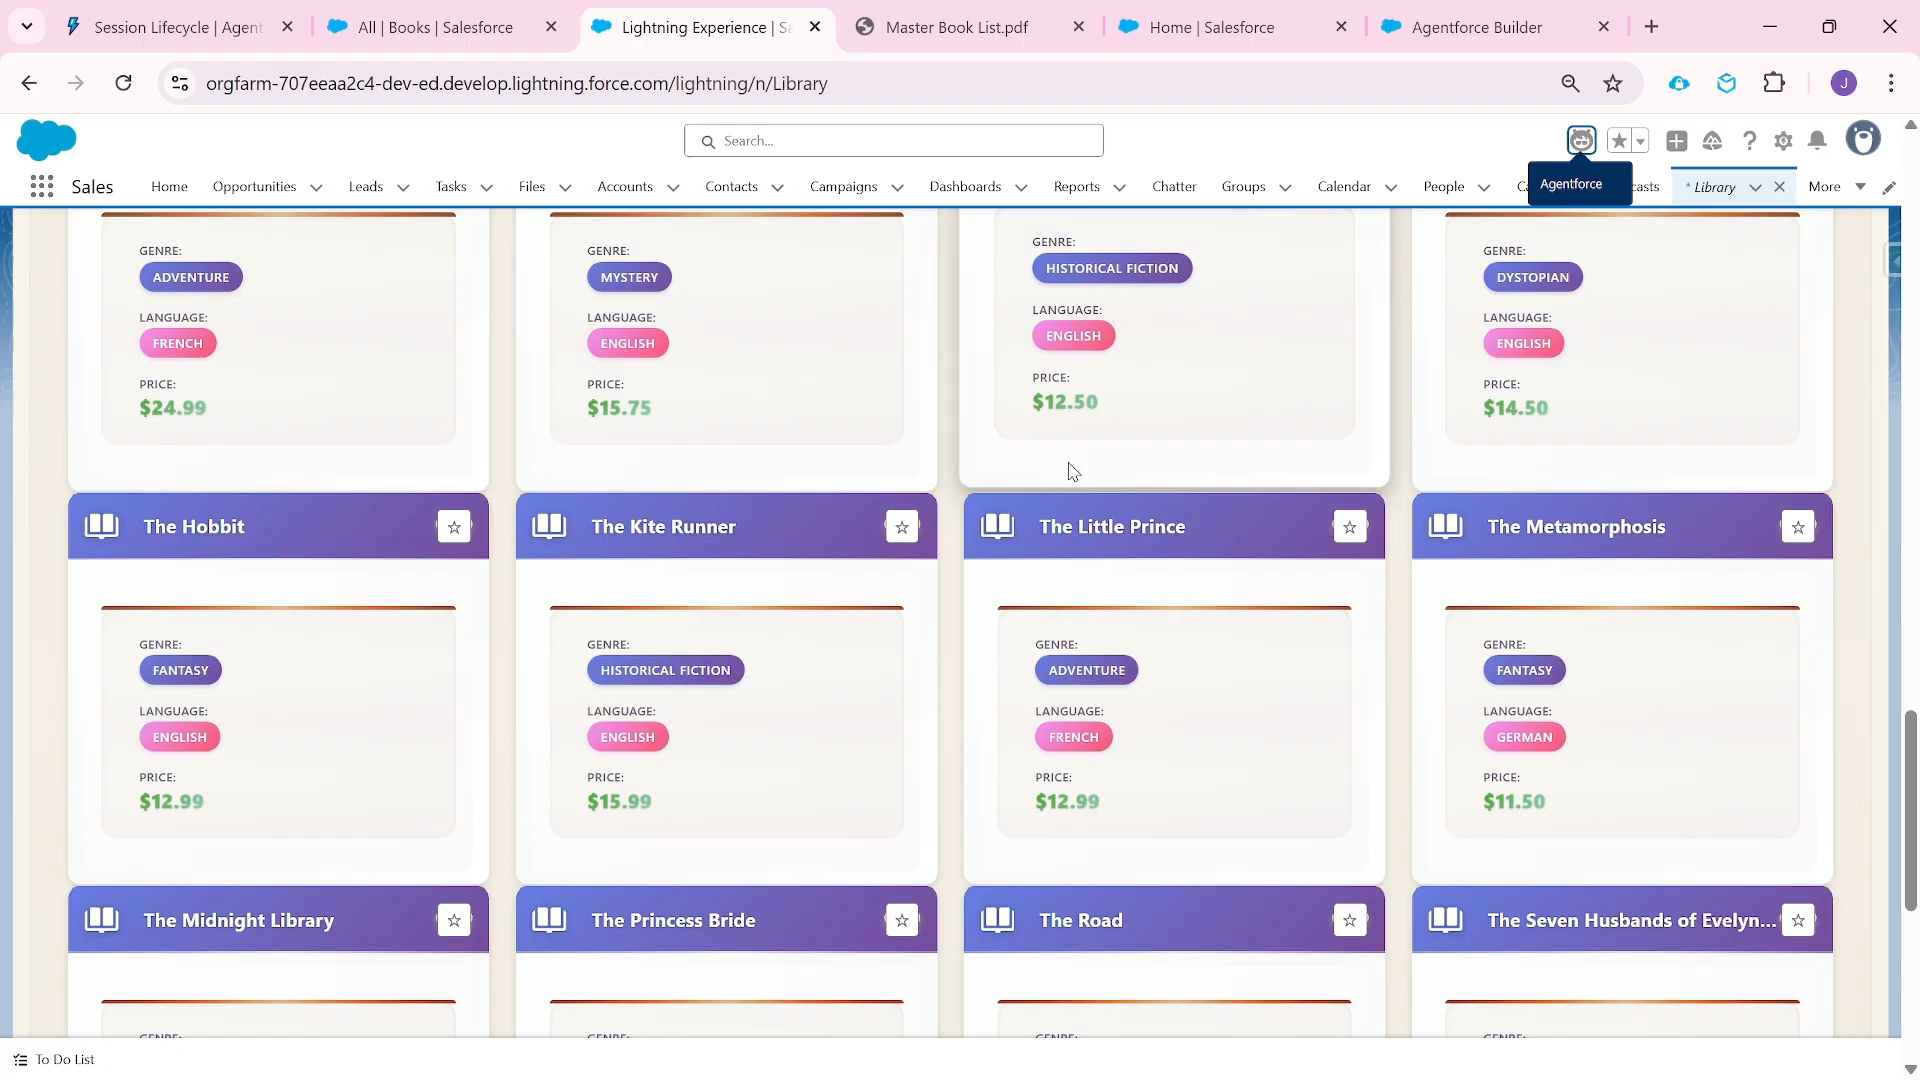 Session Lifecycle | Agent
All | Books | Salesforce
Lightning Experience | Sa
Master Book List.pdf
Home | Salesforce
Agentforce Builder
orgfarm-707eeaa2c4-dev-ed.develop.lightning.force.com/lightning/n/Library
J
Search...
Sales
Home
Opportunities
Leads
Tasks
Files
Accounts
Contacts
Campaigns
Dashboards
Reports
Chatter
Groups
Calendar
People
Agentforce
* Library
More
GENRE:
ADVENTURE
LANGUAGE:
FRENCH
PRICE:
$24.99
GENRE:
MYSTERY
LANGUAGE:
ENGLISH
PRICE:
$15.75
GENRE:
HISTORICAL FICTION
LANGUAGE:
ENGLISH
PRICE:
$12.50
GENRE:
DYSTOPIAN
LANGUAGE:
ENGLISH
PRICE:
$14.50
The Hobbit
GENRE:
FANTASY
LANGUAGE:
ENGLISH
PRICE:
$12.99
The Kite Runner
GENRE:
HISTORICAL FICTION
LANGUAGE:
ENGLISH
PRICE:
$15.99
The Little Prince
GENRE:
ADVENTURE
LANGUAGE:
FRENCH
PRICE:
$12.99
The Metamorphosis
GENRE:
FANTASY
LANGUAGE:
GERMAN
PRICE:
$11.50
The Midnight Library
The Princess Bride
The Road
The Seven Husbands of Evelyn...
To Do List